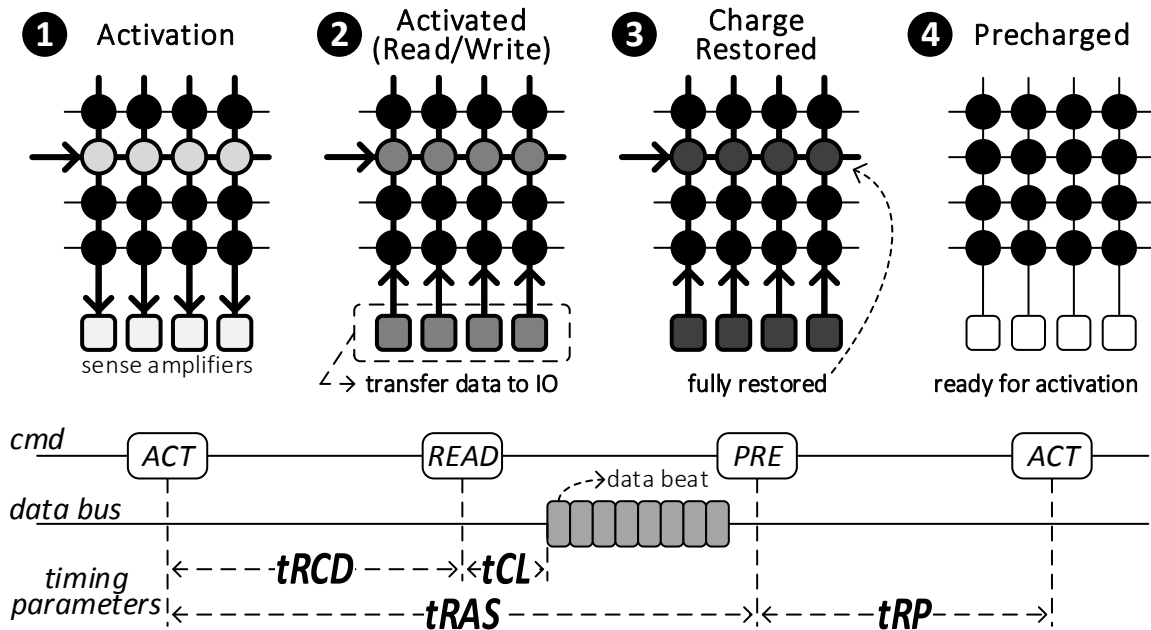 1 Activation
2 Activated
(Read/Write)
3 Charge
Restored
4 Precharged
sense amplifiers
transfer data to IO
fully restored
ready for activation
cmd
ACT
READ
PRE
ACT
data beat
data bus
timing
parameters
tRCD
tCL
tRAS
tRP